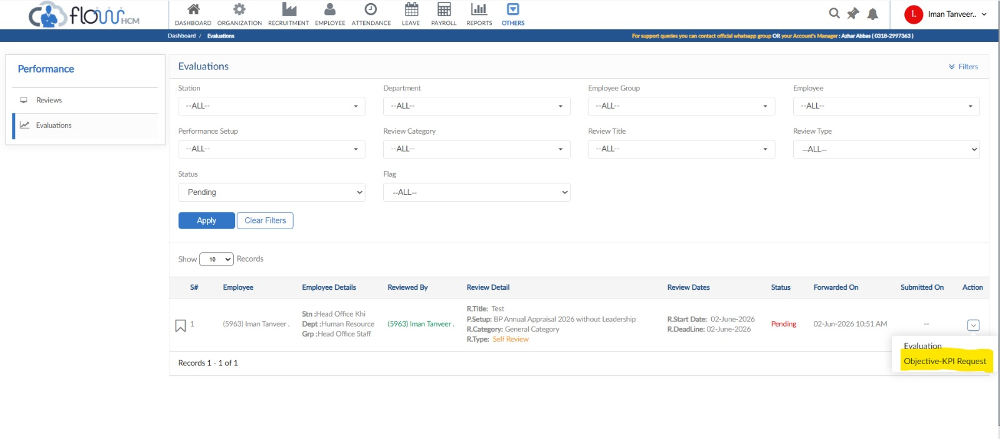 flow HCM
DASHBOARD ORGANIZATION RECRUITMENT EMPLOYEE ATTENDANCE LEAVE PAYROLL REPORTS OTHERS
I. Iman Tanveer..
Dashboard / Evaluations
For support queries you can contact official whatsapp group OR your Account's Manager : Azhar Abbas ( 0318-2997363 )
Performance
Reviews
Evaluations
Evaluations
Filters
Station Department Employee Group Employee
--ALL-- --ALL-- --ALL-- --ALL--
Performance Setup Review Category Review Title Review Type
--ALL-- --ALL-- --ALL-- --ALL--
Status Flag
Pending --ALL--
Apply Clear Filters
Show 10 Records
S# Employee Employee Details Reviewed By Review Detail Review Dates Status Forwarded On Submitted On Action
1 (5963) Iman Tanveer .
Stn :Head Office Khi
Dept :Human Resource
Grp :Head Office Staff
(5963) Iman Tanveer .
R.Title: Test
P.Setup: BP Annual Appraisal 2026 without Leadership
R.Category: General Category
R.Type: Self Review
R.Start Date: 02-June-2026
R.DeadLine: 02-June-2026
Pending
02-Jun-2026 10:51 AM
--
Evaluation
Objective-KPI Request
Records 1 - 1 of 1